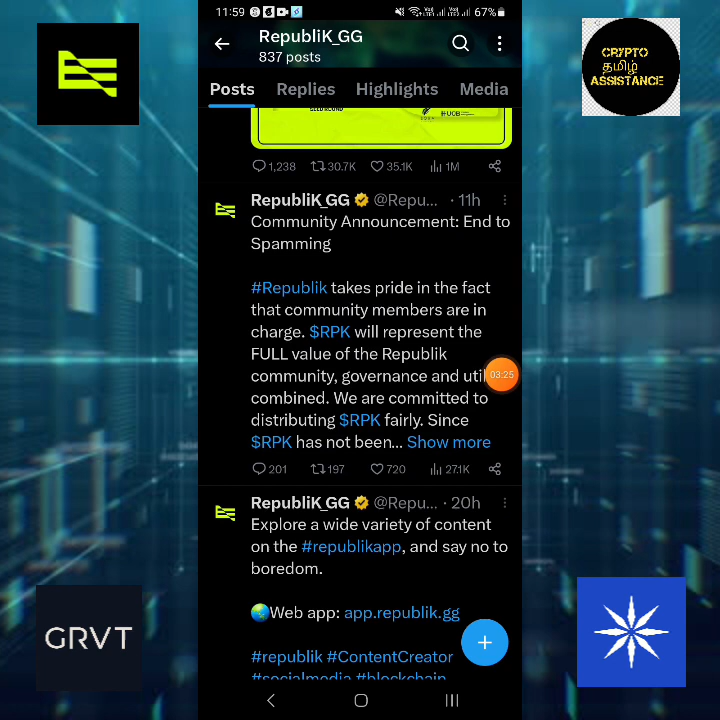 11:59
67%
RepubliK_GG
837 posts
CRYPTO
தமிழ்
ASSISTANCE
Posts Replies Highlights Media
SEED ROUND
UOB
1,238 30.7K 35.1K 1M
RepubliK_GG @Repu... · 11h
Community Announcement: End to
Spamming
#Republik takes pride in the fact
that community members are in
charge. $RPK will represent the
FULL value of the Republik
community, governance and util
03:25
combined. We are committed to
distributing $RPK fairly. Since
$RPK has not been... Show more
201 197 720 27.1K
RepubliK_GG @Repu... · 20h
Explore a wide variety of content
on the #republikapp, and say no to
boredom.
🌏Web app: app.republik.gg
#republik #ContentCreator
#socialmedia #blockchain
GRVT